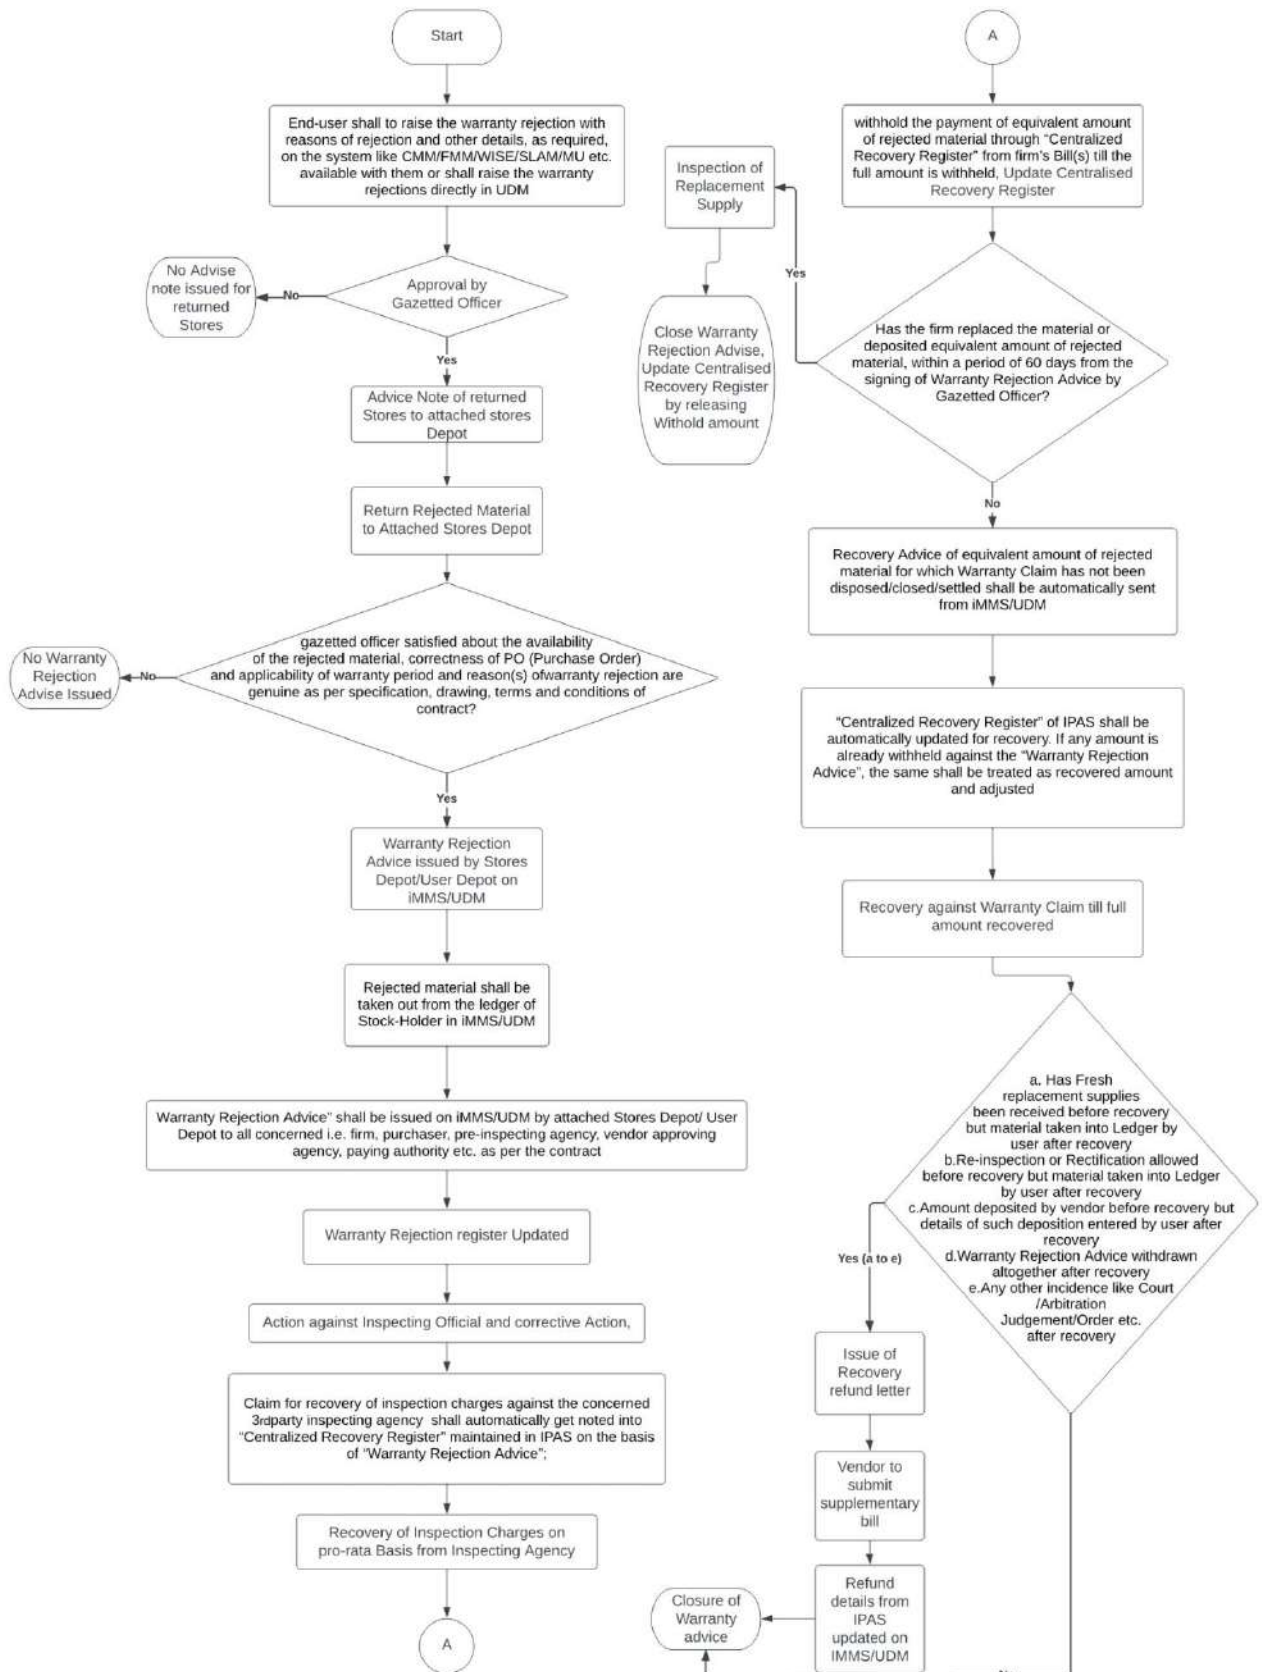 Start
End-user shall to raise the warranty rejection with
reasons of rejection and other details, as required,
on the system like CMM/FMM/WISE/SLAM/MU etc.
available with them or shall raise the warranty
rejections directly in UDM
Approval by
Gazetted Officer
No
No Advise
note issued for
returned
Stores
Yes
Advice Note of returned
Stores to attached stores
Depot
Return Rejected Material
to Attached Stores Depot
gazetted officer satisfied about the availability
of the rejected material, correctness of PO (Purchase Order)
and applicability of warranty period and reason(s) ofwarranty rejection are
genuine as per specification, drawing, terms and conditions of
contract?
No
No Warranty
Rejection
Advise Issued
Yes
Warranty Rejection
Advice issued by Stores
Depot/User Depot on
iMMS/UDM
Rejected material shall be
taken out from the ledger of
Stock-Holder in iMMS/UDM
Warranty Rejection Advice" shall be issued on iMMS/UDM by attached Stores Depot/ User
Depot to all concerned i.e. firm, purchaser, pre-inspecting agency, vendor approving
agency, paying authority etc. as per the contract
Warranty Rejection register Updated
Action against Inspecting Official and corrective Action,
Claim for recovery of inspection charges against the concerned
3rdparty inspecting agency shall automatically get noted into
"Centralized Recovery Register" maintained in IPAS on the basis
of "Warranty Rejection Advice";
Recovery of Inspection Charges on
pro-rata Basis from Inspecting Agency
A
A
withhold the payment of equivalent amount
of rejected material through "Centralized
Recovery Register" from firm's Bill(s) till the
full amount is withheld, Update Centralised
Recovery Register
Has the firm replaced the material or
deposited equivalent amount of rejected
material, within a period of 60 days from the
signing of Warranty Rejection Advice by
Gazetted Officer?
Yes
Inspection of
Replacement
Supply
Close Warranty
Rejection Advise,
Update Centralised
Recovery Register
by releasing
Withold amount
No
Recovery Advice of equivalent amount of rejected
material for which Warranty Claim has not been
disposed/closed/settled shall be automatically sent
from iMMS/UDM
"Centralized Recovery Register" of IPAS shall be
automatically updated for recovery. If any amount is
already withheld against the "Warranty Rejection
Advice", the same shall be treated as recovered amount
and adjusted
Recovery against Warranty Claim till full
amount recovered
a. Has Fresh
replacement supplies
been received before recovery
but material taken into Ledger by
user after recovery
b.Re-inspection or Rectification allowed
before recovery but material taken into Ledger
by user after recovery
c.Amount deposited by vendor before recovery but
details of such deposition entered by user after
recovery
d.Warranty Rejection Advice withdrawn
altogether after recovery
e.Any other incidence like Court
/Arbitration
Judgement/Order etc.
after recovery
Yes (a to e)
Issue of
Recovery
refund letter
Vendor to
submit
supplementary
bill
Refund
details from
IPAS
updated on
IMMS/UDM
Closure of
Warranty
advice